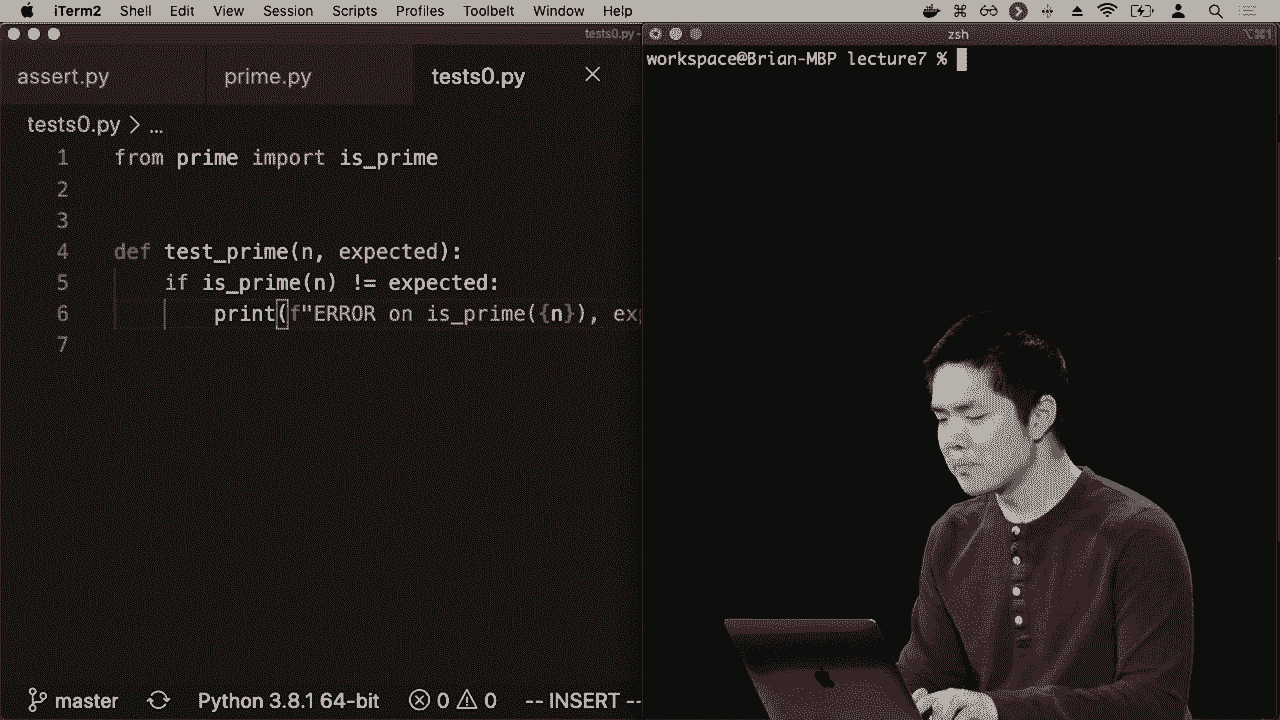 iTerm2 Shell Edit View Session Scripts Profiles Toolbelt Window Help
tests0.py - zsh ⌥⌘1
assert.py prime.py tests0.py
tests0.py > ...
workspace@Brian-MBP lecture7 %
1 from prime import is_prime
2
3
4 def test_prime(n, expected):
5 if is_prime(n) != expected:
6 print(f"ERROR on is_prime({n}), exp
7
master Python 3.8.1 64-bit 0 0 -- INSERT --